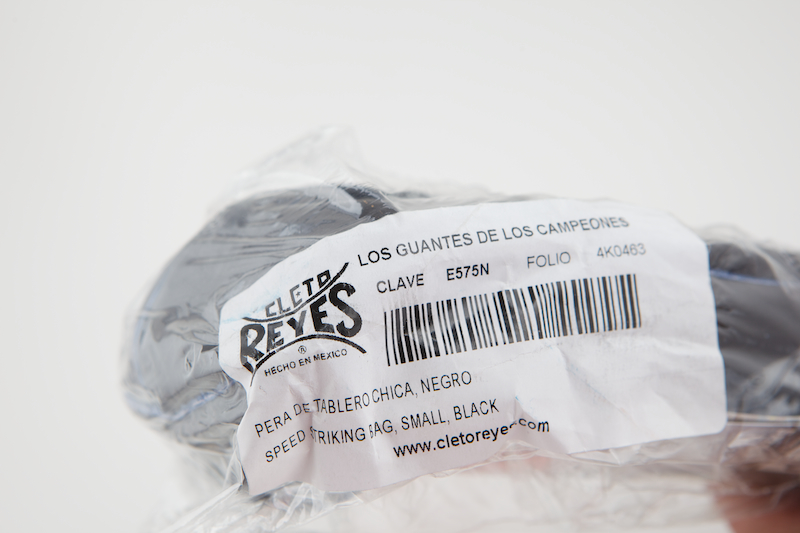 LOS GUANTES DE LOS CAMPEONES
CLAVE E575N FOLIO 4K0463
CLETO
REYES
®
HECHO EN MEXICO
PERA DE TABLERO CHICA, NEGRO
SPEED STRIKING BAG, SMALL, BLACK
www.cletoreyes.com